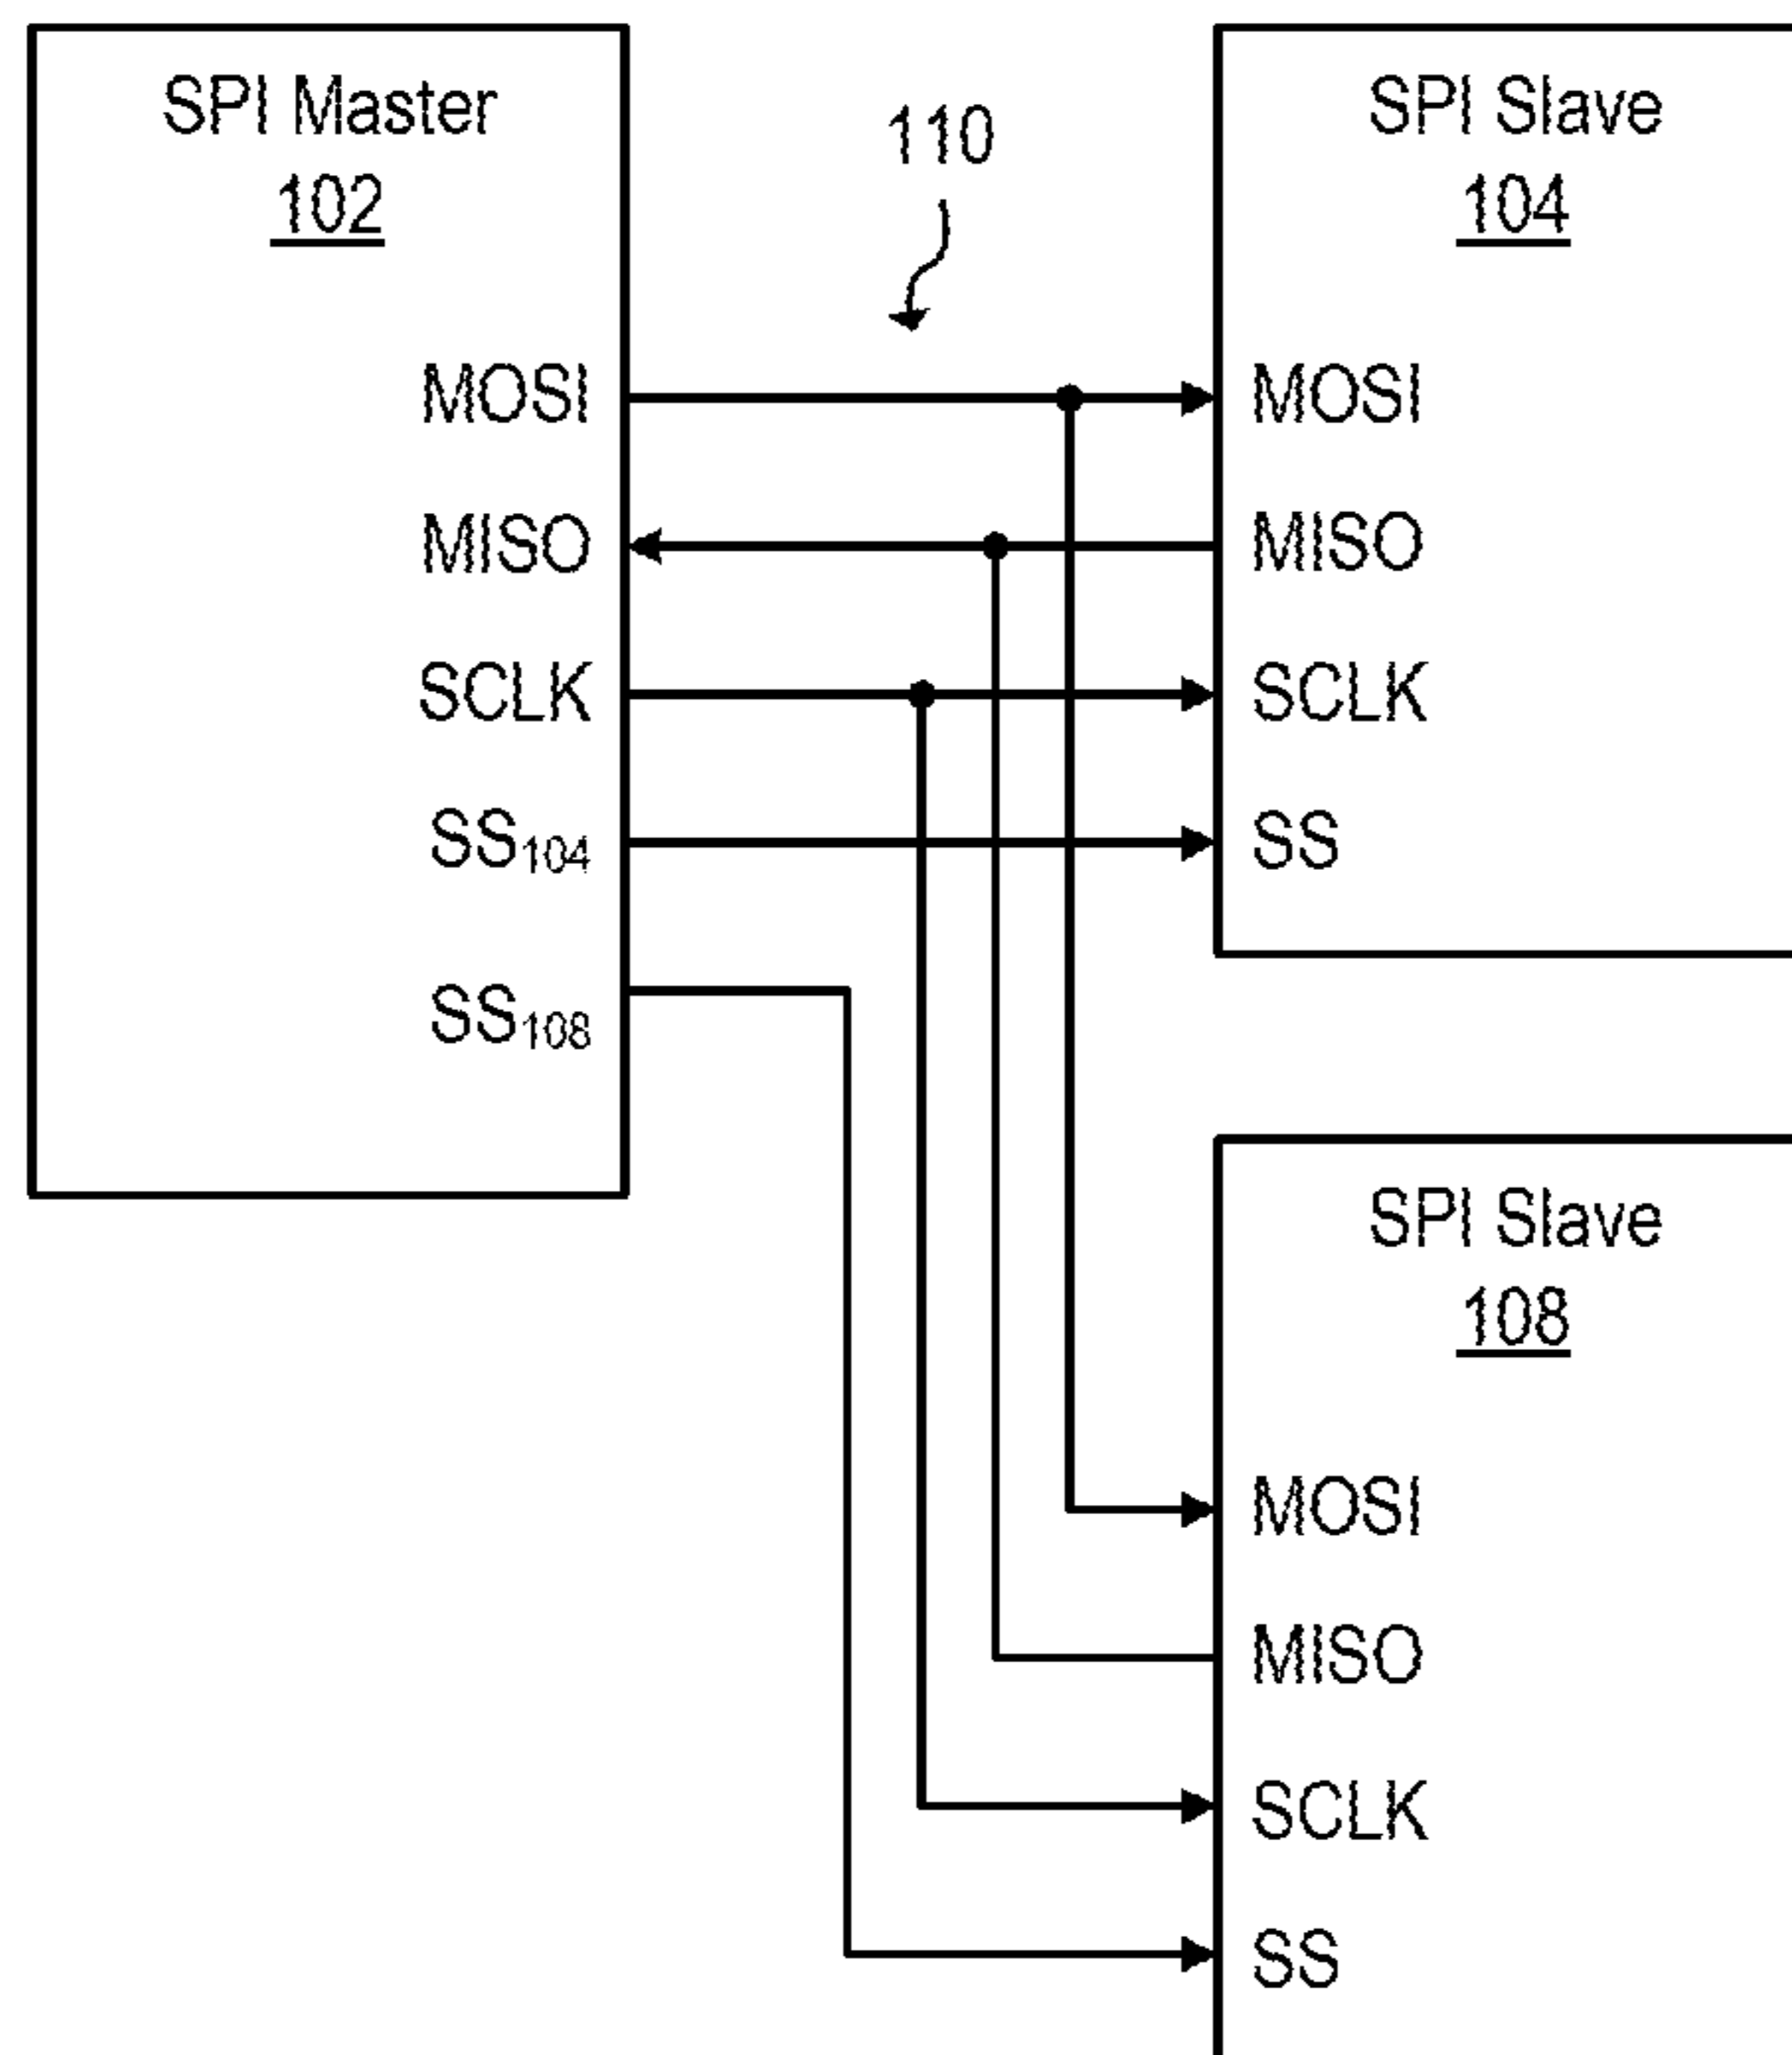 SPI Master
102
MOSI
MISO
SCLK
SS104
SS108
110
SPI Slave
104
MOSI
MISO
SCLK
SS
SPI Slave
108
MOSI
MISO
SCLK
SS